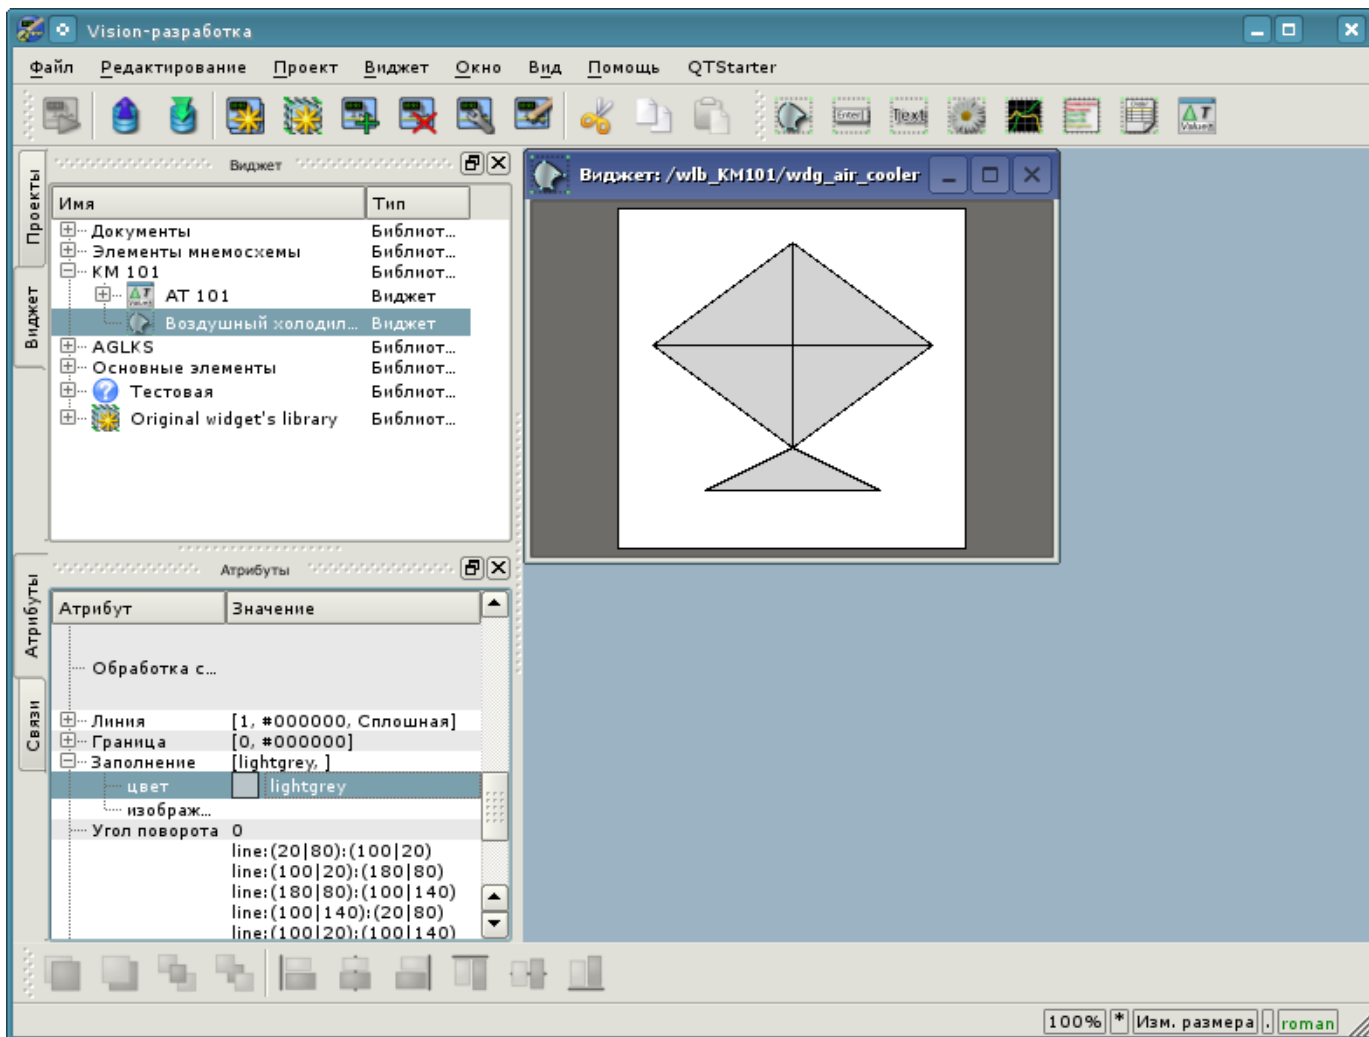 Vision-разработка
Файл Редактирование Проект Виджет Окно Вид Помощь QTStarter
Enter
Text
Values
Проекты
Виджет
Виджет
Имя Тип
Документы Библиот...
Элементы мнемосхемы Библиот...
КМ 101 Библиот...
АТ 101 Виджет
Воздушный холодил... Виджет
AGLKS Библиот...
Основные элементы Библиот...
Тестовая Библиот...
Original widget's library Библиот...
Виджет: /wlb_KM101/wdg_air_cooler
Атрибуты
Связи
Атрибуты
Атрибут Значение
Обработка с...
Линия [1, #000000, Сплошная]
Граница [0, #000000]
Заполнение [lightgrey, ]
цвет lightgrey
изображ...
Угол поворота 0
line:(20|80):(100|20)
line:(100|20):(180|80)
line:(180|80):(100|140)
line:(100|140):(20|80)
line:(100|20):(100|140)
100% * Изм. размера . roman